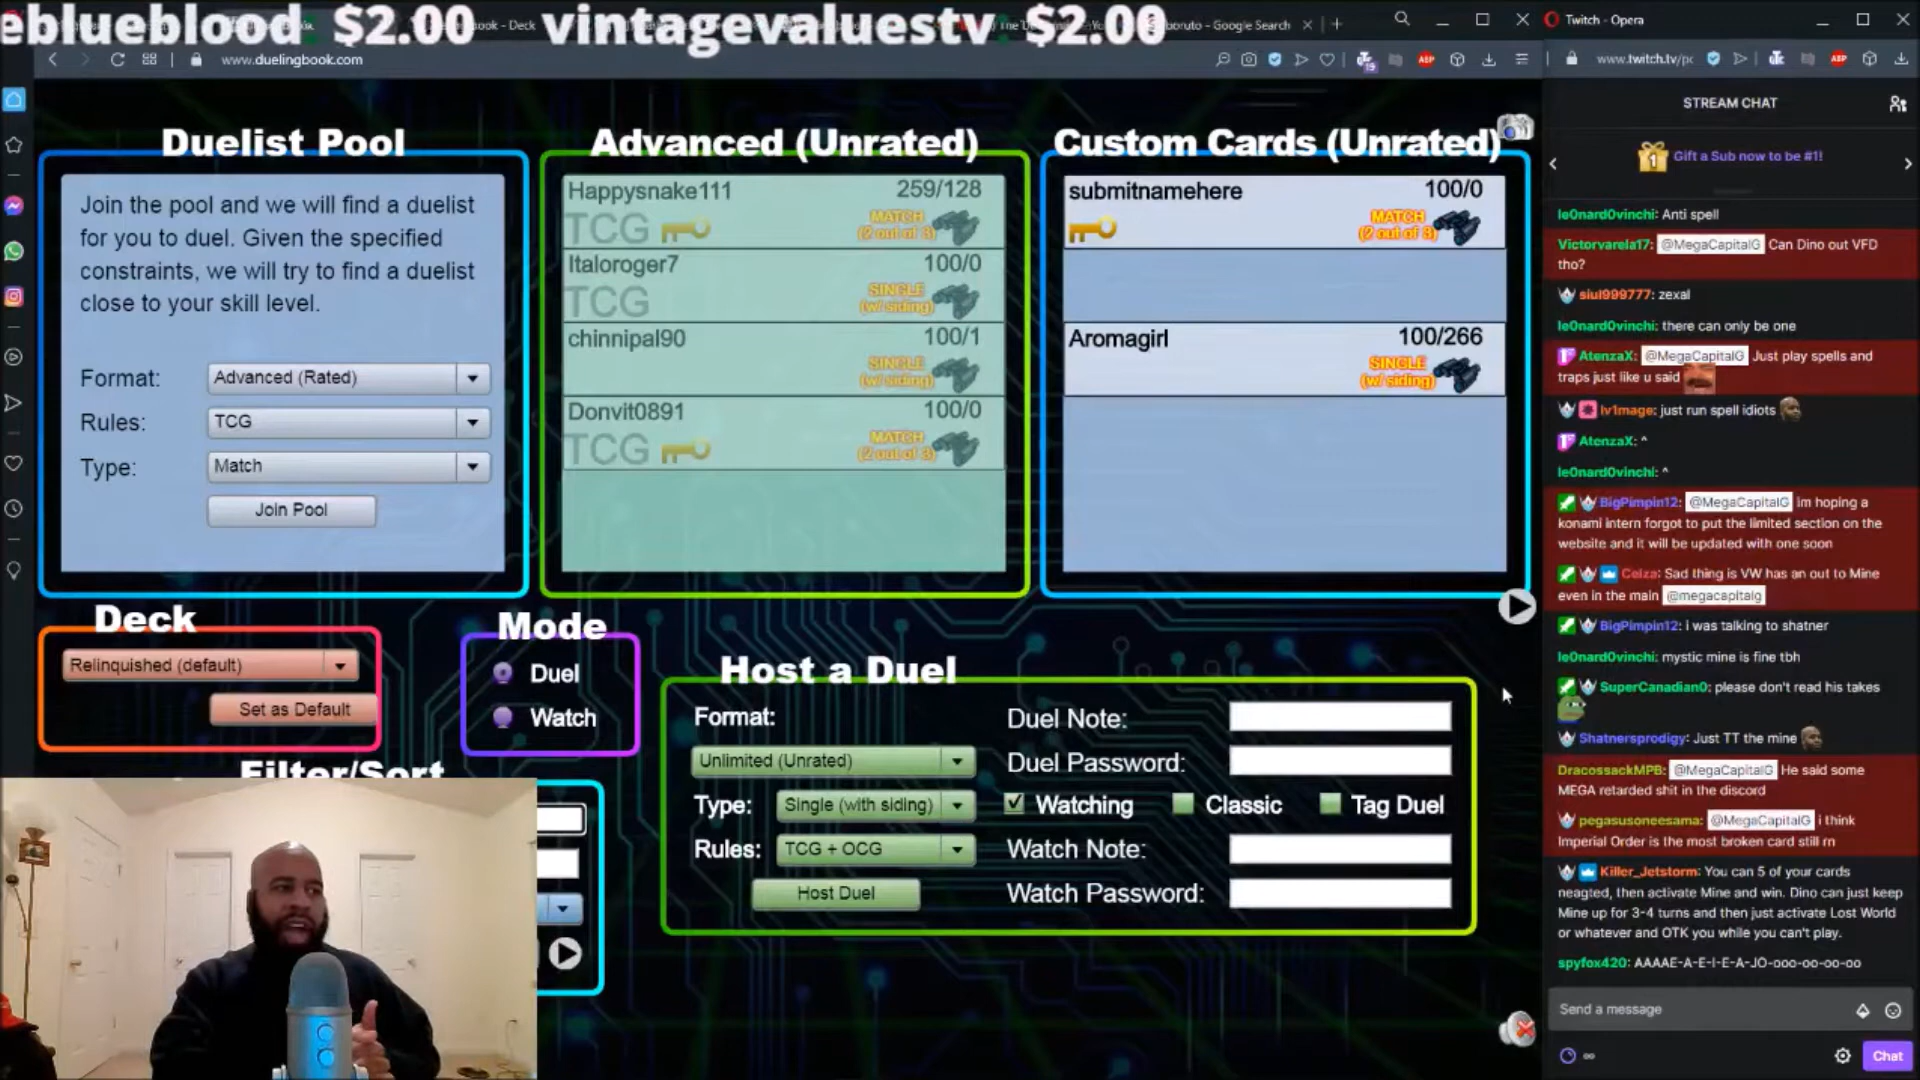 eblueblood $2.00 vintagevaluestv $2.00
ook - Deck
boruto - Google Search
Twitch - Opera
www.duelingbook.com
19
ABP
www.twitch.tv/pc
ABP
Duelist Pool
Join the pool and we will find a duelist
for you to duel. Given the specified
constraints, we will try to find a duelist
close to your skill level.
Format: Advanced (Rated)
Rules: TCG
Type: Match
Join Pool
Advanced (Unrated)
Happysnake111 259/128
TCG MATCH
(2 out of 3)
Italoroger7 100/0
TCG SINGLE
(w/ siding)
chinnipal90 100/1
SINGLE
(w/ siding)
Donvit0891 100/0
TCG MATCH
(2 out of 3)
Custom Cards (Unrated)
submitnamehere 100/0
MATCH
(2 out of 3)
Aromagirl 100/266
SINGLE
(w/ siding)
Deck
Relinquished (default)
Set as Default
Mode
Duel
Watch
Filter/Sort
Host a Duel
Format:
Unlimited (Unrated)
Type: Single (with siding)
Rules: TCG + OCG
Host Duel
Duel Note:
Duel Password:
Watching Classic Tag Duel
Watch Note:
Watch Password:
STREAM CHAT
1 Gift a Sub now to be #1!
le0nard0vinchi: Anti spell
Victorvarela17: @MegaCapitalG Can Dino out VFD
tho?
siul999777: zexal
le0nard0vinchi: there can only be one
AtenzaX: @MegaCapitalG Just play spells and
traps just like u said
lv1mage: just run spell idiots
AtenzaX: ^
le0nard0vinchi: ^
BigPimpin12: @MegaCapitalG im hoping a
konami intern forgot to put the limited section on the
website and it will be updated with one soon
Ceiza: Sad thing is VW has an out to Mine
even in the main @megacapitalg
BigPimpin12: i was talking to shatner
le0nard0vinchi: mystic mine is fine tbh
SuperCanadian0: please don't read his takes
Shatnersprodigy: Just TT the mine
DracossackMPB: @MegaCapitalG He said some
MEGA retarded shit in the discord
pegasusoneesama: @MegaCapitalG i think
Imperial Order is the most broken card still rn
Killer_Jetstorm: You can 5 of your cards
neagted, then activate Mine and win. Dino can just keep
Mine up for 3-4 turns and then just activate Lost World
or whatever and OTK you while you can't play.
spyfox420: AAAAE-A-E-I-E-A-JO-ooo-oo-oo-oo
Send a message
Chat